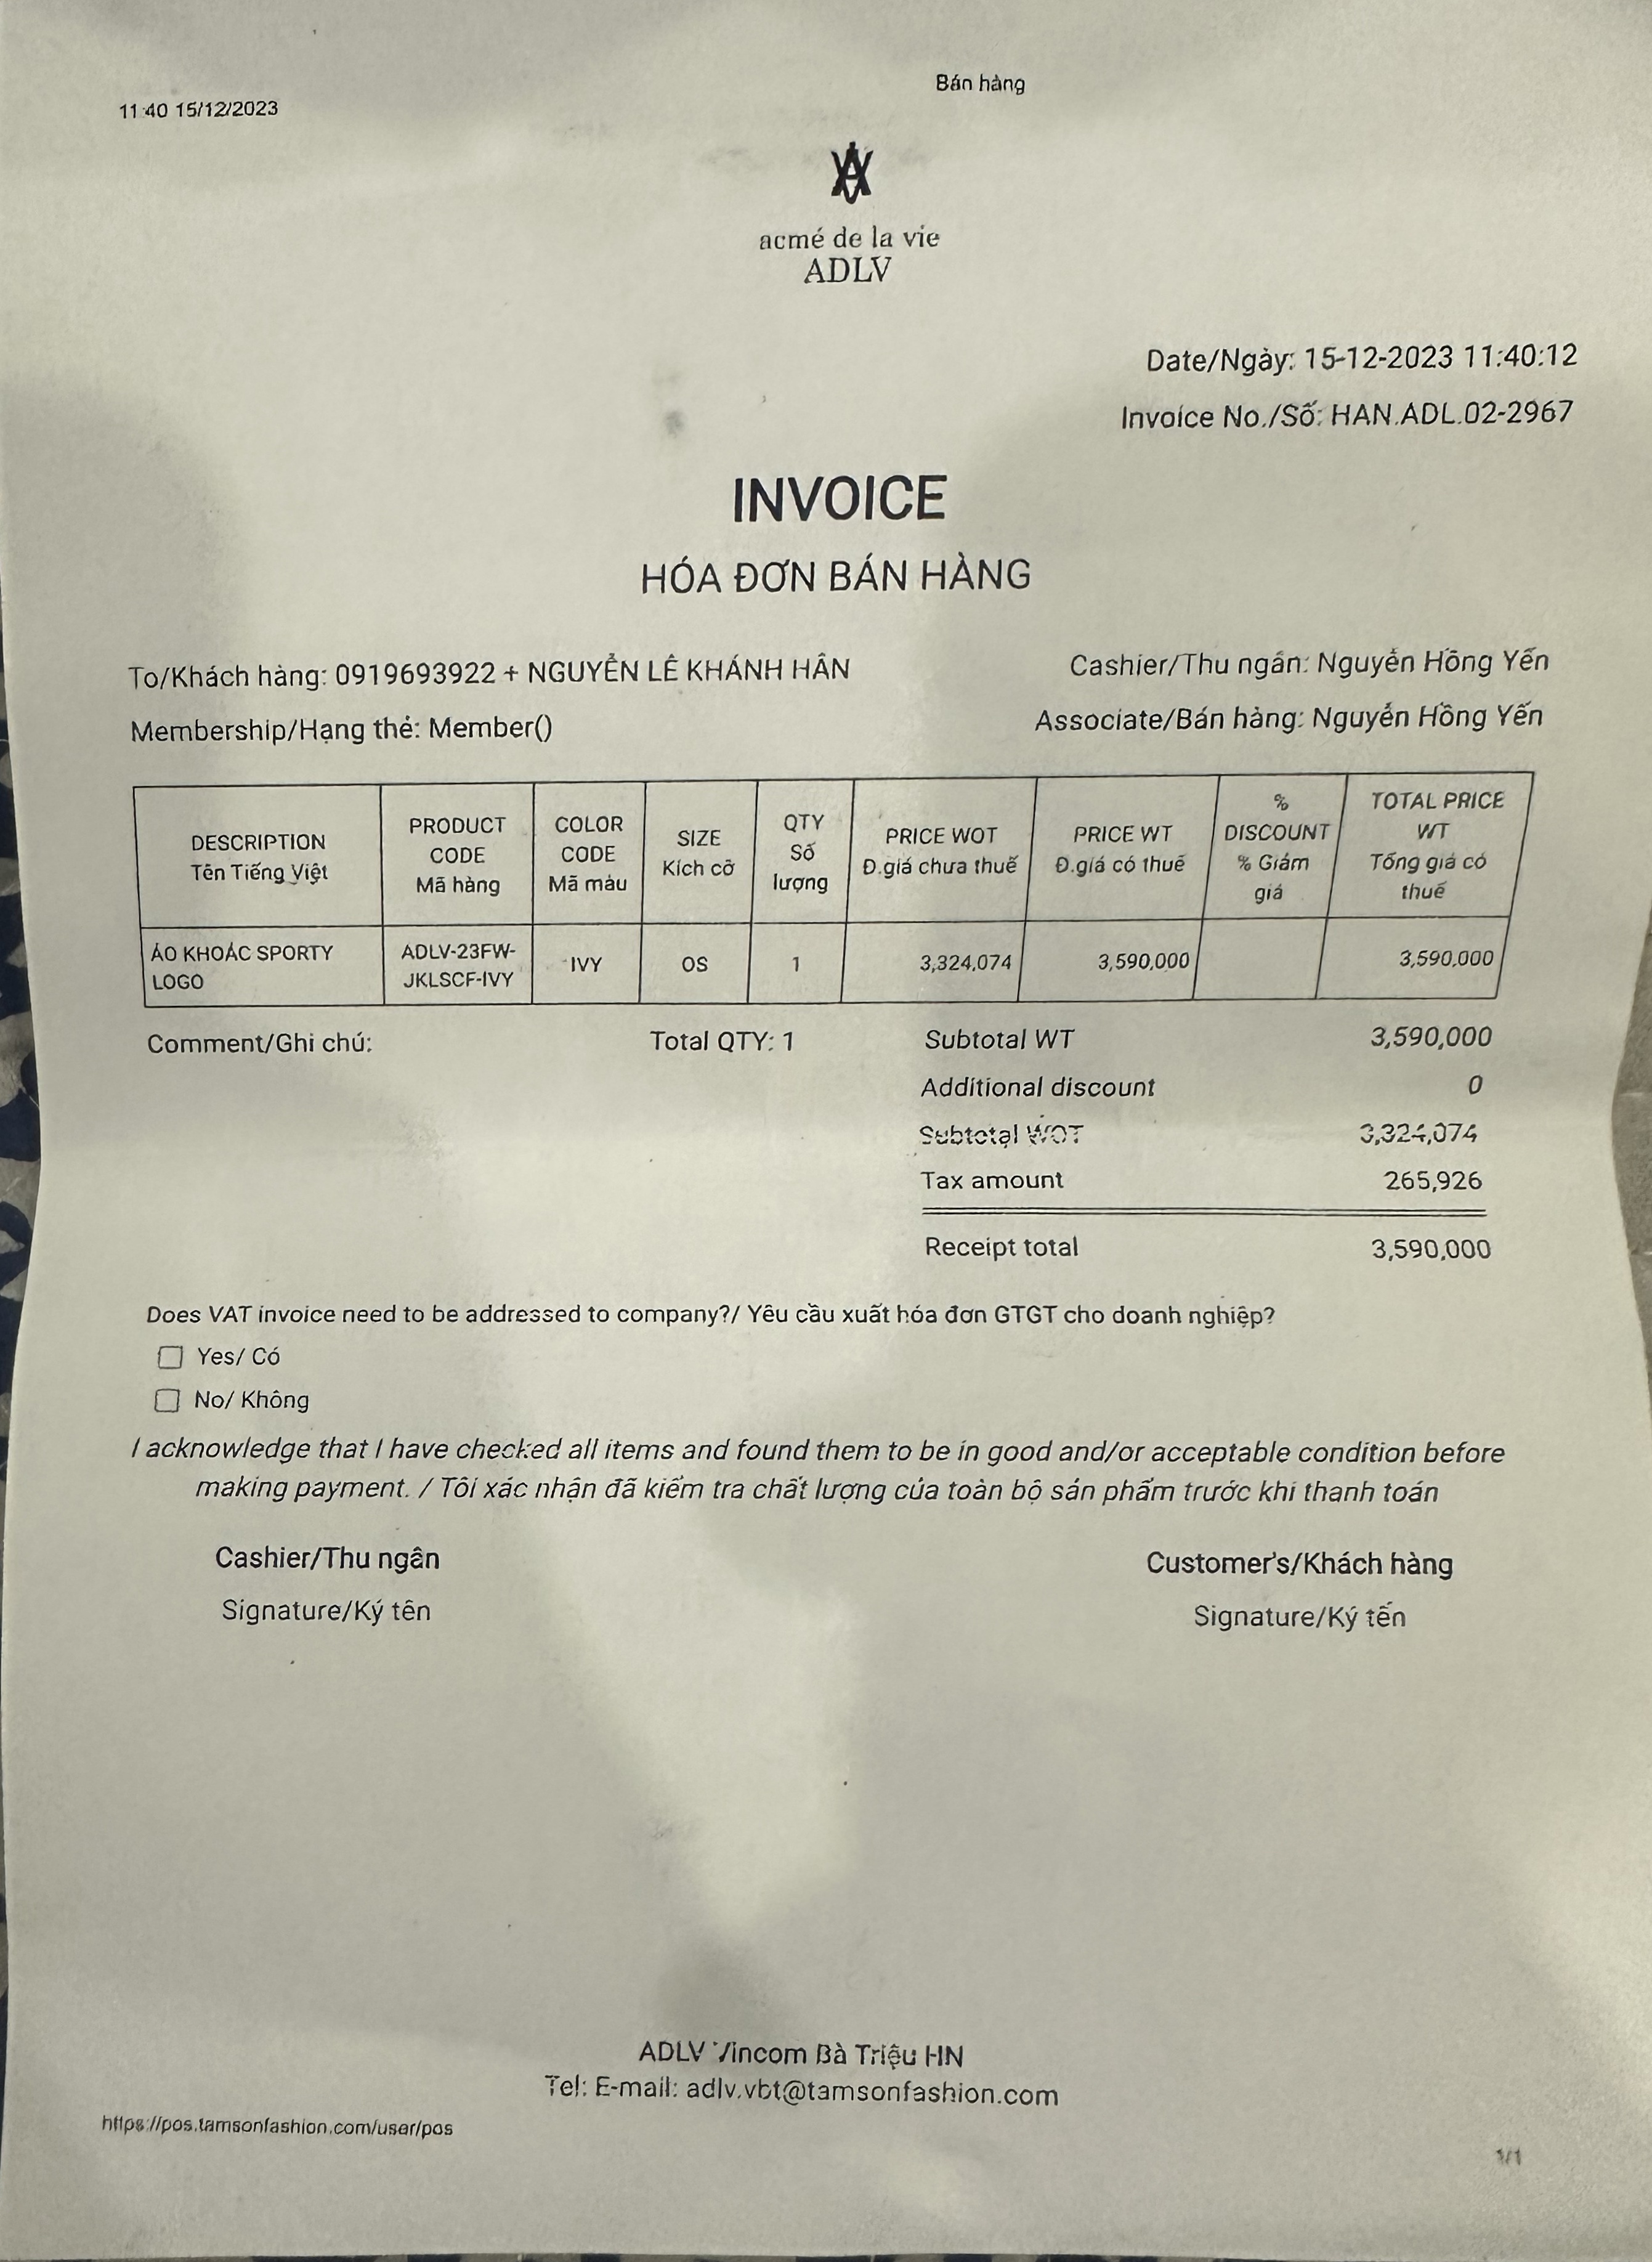 Bán hàng
11:40 15/12/2023
acmé de la vie
ADLV
Date/Ngày: 15-12-2023 11:40:12
Invoice No./Số: HAN.ADL.02-2967
INVOICE
HÓA ĐƠN BÁN HÀNG
To/Khách hàng: 0919693922 + NGUYỄN LÊ KHÁNH HÂN
Cashier/Thu ngân: Nguyễn Hồng Yến
Membership/Hạng thẻ: Member()
Associate/Bán hàng: Nguyễn Hồng Yến
DESCRIPTION
Tên Tiếng Việt
PRODUCT
CODE
Mã hàng
COLOR
CODE
Mã màu
SIZE
Kích cỡ
QTY
Số
lượng
PRICE WOT
Đ.giá chưa thuế
PRICE WT
Đ.giá có thuế
%
DISCOUNT
% Giảm
giá
TOTAL PRICE
WT
Tổng giá có
thuế
ÁO KHOÁC SPORTY
LOGO
ADLV-23FW-
JKLSCF-IVY
IVY
OS
1
3,324,074
3,590,000
3,590,000
Comment/Ghi chú:
Total QTY: 1
Subtotal WT 3,590,000
Additional discount 0
Subtotal WOT 3,324,074
Tax amount 265,926
Receipt total 3,590,000
Does VAT invoice need to be addressed to company?/ Yêu cầu xuất hóa đơn GTGT cho doanh nghiệp?
Yes/ Có
No/ Không
I acknowledge that I have checked all items and found them to be in good and/or acceptable condition before
making payment. / Tôi xác nhận đã kiểm tra chất lượng của toàn bộ sản phẩm trước khi thanh toán
Cashier/Thu ngân
Customer's/Khách hàng
Signature/Ký tên
Signature/Ký tên
ADLV Vincom Bà Triệu HN
Tel: E-mail: adlv.vbt@tamsonfashion.com
https://pos.tamsonfashion.com/user/pos
1/1